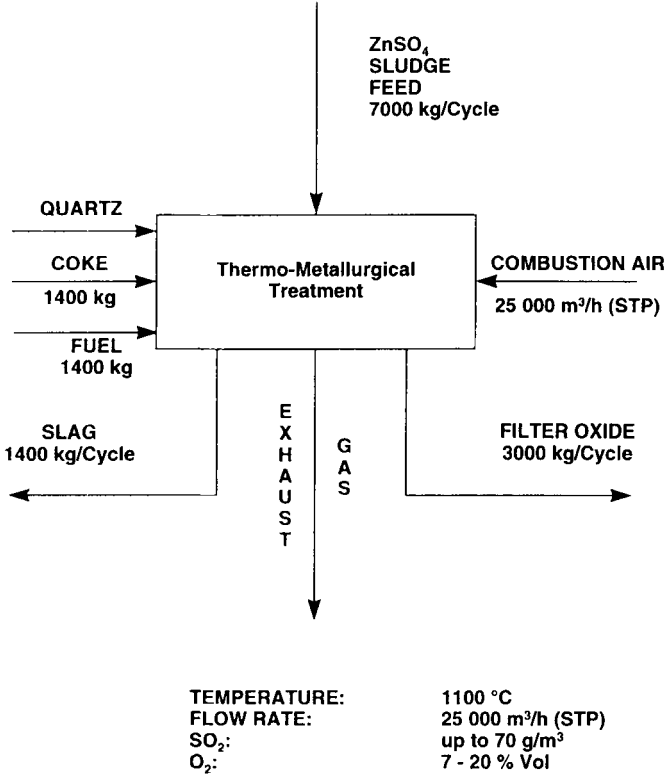 ZnSO₄
SLUDGE
FEED
7000 kg/Cycle
QUARTZ
COKE
1400 kg
FUEL
1400 kg
Thermo-Metallurgical
Treatment
COMBUSTION AIR
25 000 m³/h (STP)
SLAG
1400 kg/Cycle
EXHAUST
GAS
FILTER OXIDE
3000 kg/Cycle
TEMPERATURE: 1100 °C
FLOW RATE: 25 000 m³/h (STP)
SO₂: up to 70 g/m³
O₂: 7 - 20 % Vol